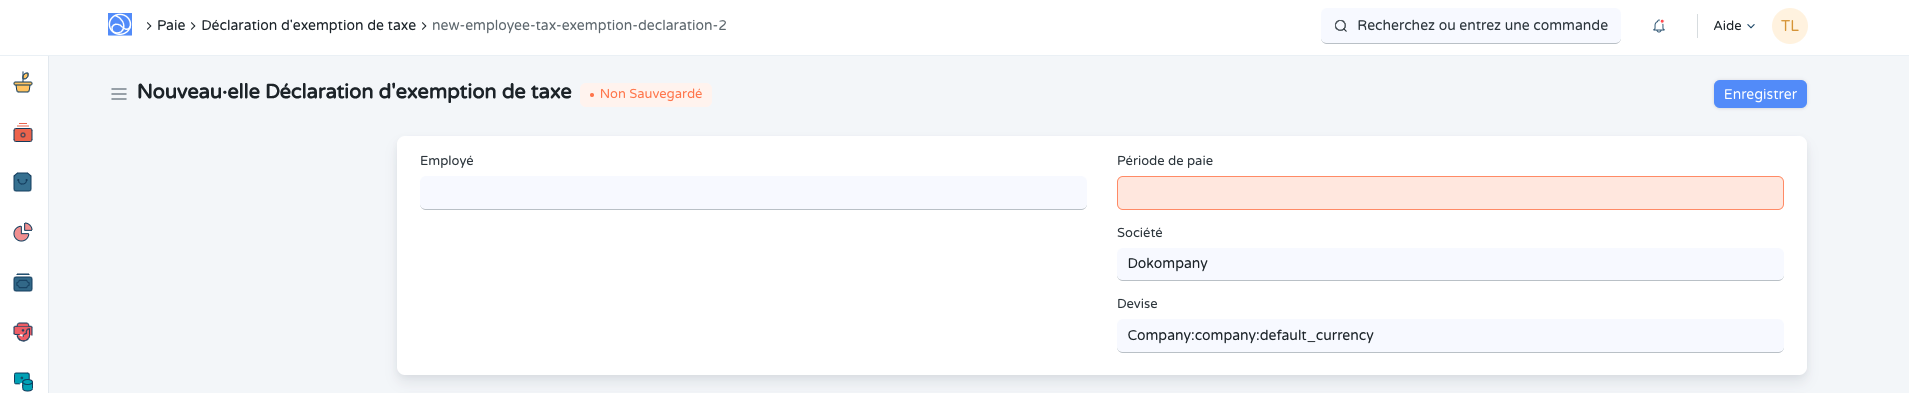 Paie > Déclaration d'exemption de taxe > new-employee-tax-exemption-declaration-2
Recherchez ou entrez une commande
Aide
TL
Nouveau·elle Déclaration d'exemption de taxe
Non Sauvegardé
Enregistrer
Employé
Période de paie
Société
Dokompany
Devise
Company:company:default_currency